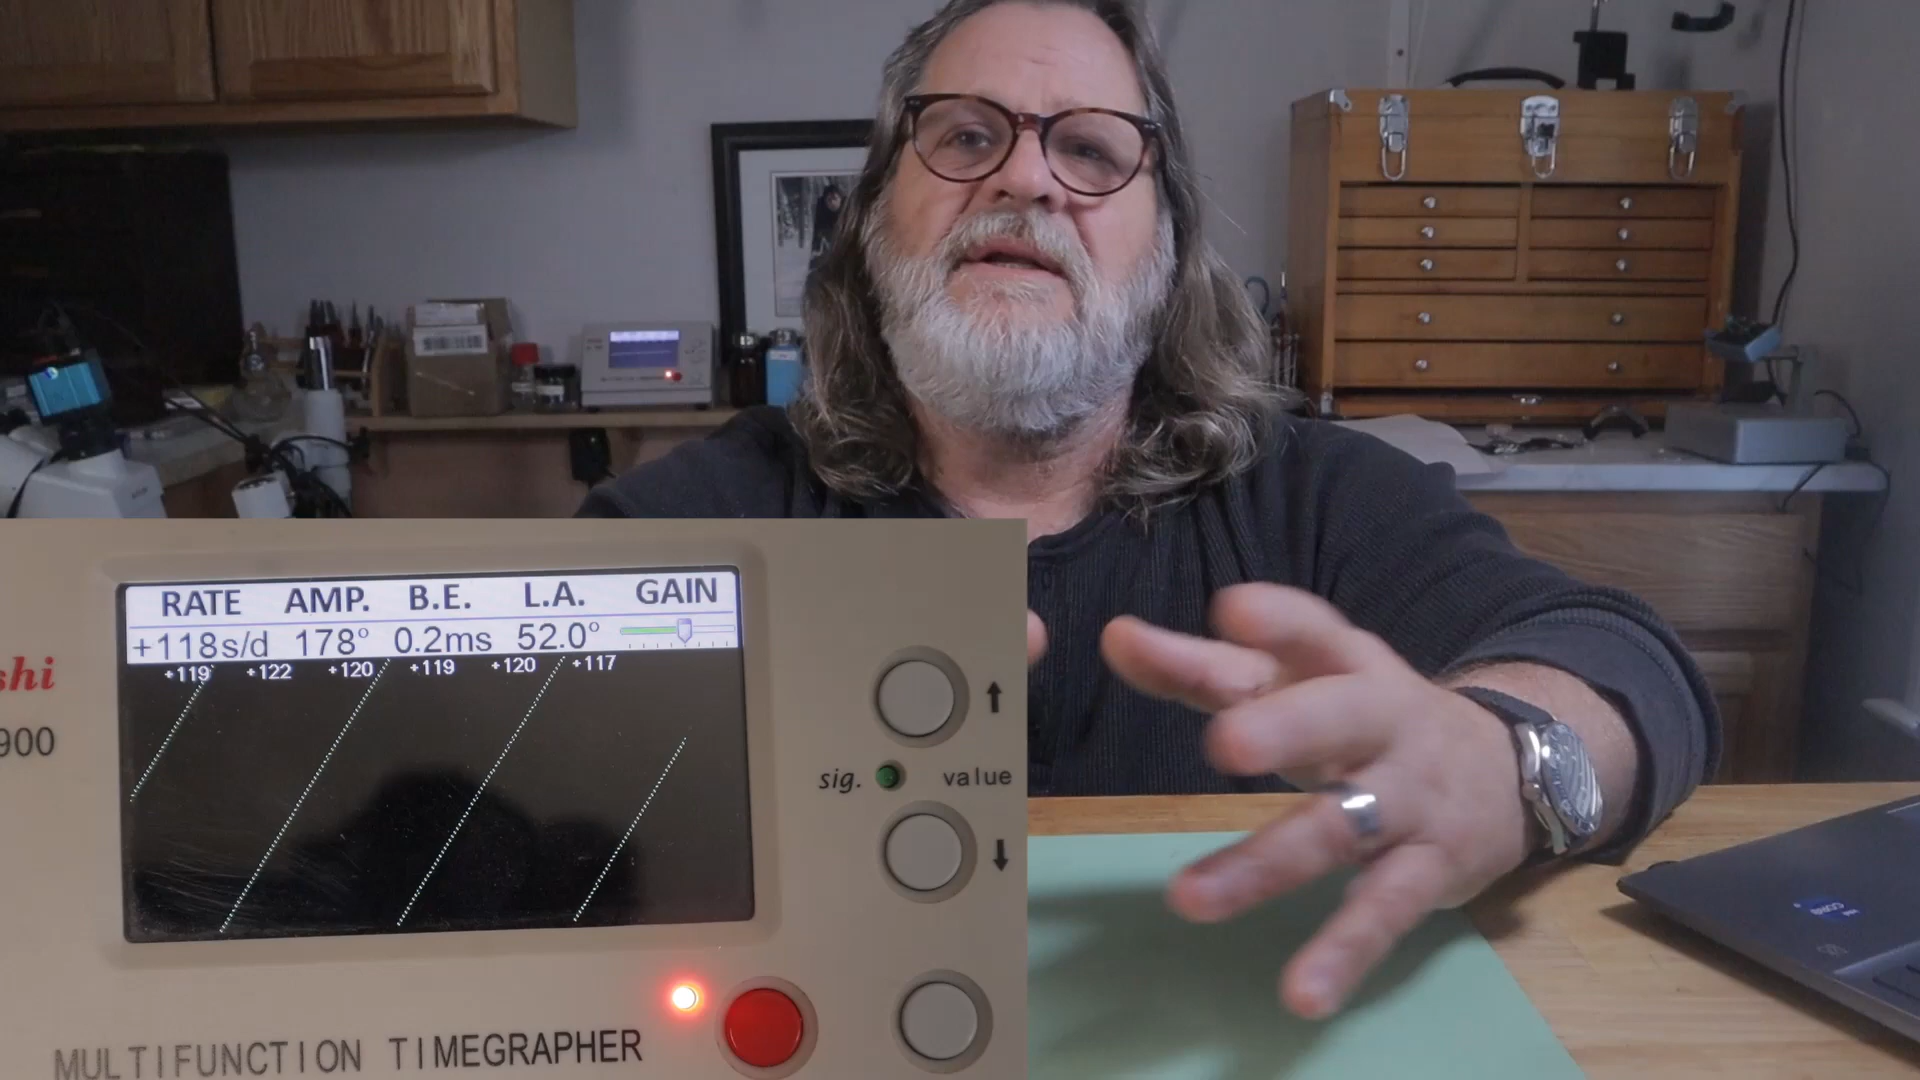 RATE AMP. B.E. L.A. GAIN
+118s/d 178° 0.2ms 52.0°
+119 +122 +120 +119 +120 +117
shi
900
sig. value
MULTIFUNCTION TIMEGRAPHER
CORE